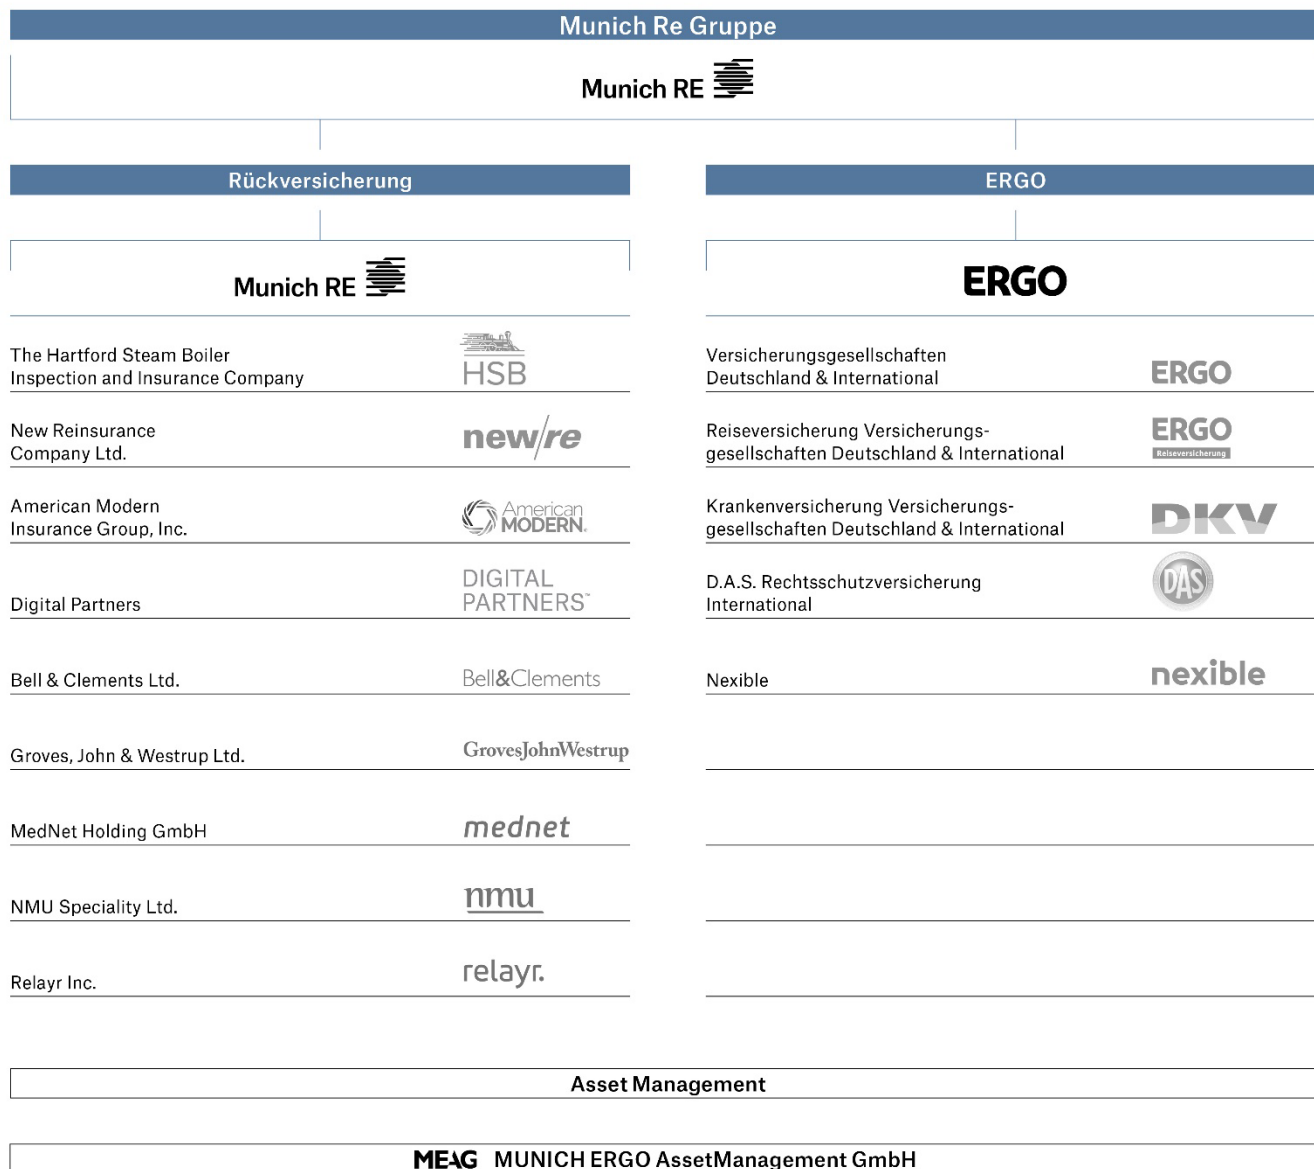 Munich Re Gruppe
Munich RE
Rückversicherung
Munich RE
The Hartford Steam Boiler
Inspection and Insurance Company
HSB
New Reinsurance
Company Ltd.
new/re
American Modern
Insurance Group, Inc.
American
MODERN.
Digital Partners
DIGITAL
PARTNERS™
Bell & Clements Ltd.
Bell&Clements
Groves, John & Westrup Ltd.
GrovesJohnWestrup
MedNet Holding GmbH
mednet
NMU Speciality Ltd.
nmu
Relayr Inc.
relayr.
ERGO
ERGO
Versicherungsgesellschaften
Deutschland & International
ERGO
Reiseversicherung Versicherungs-
gesellschaften Deutschland & International
ERGO
Reiseversicherung
Krankenversicherung Versicherungs-
gesellschaften Deutschland & International
DKV
D.A.S. Rechtsschutzversicherung
International
DAS
Nexible
nexible
Asset Management
MEAG MUNICH ERGO AssetManagement GmbH